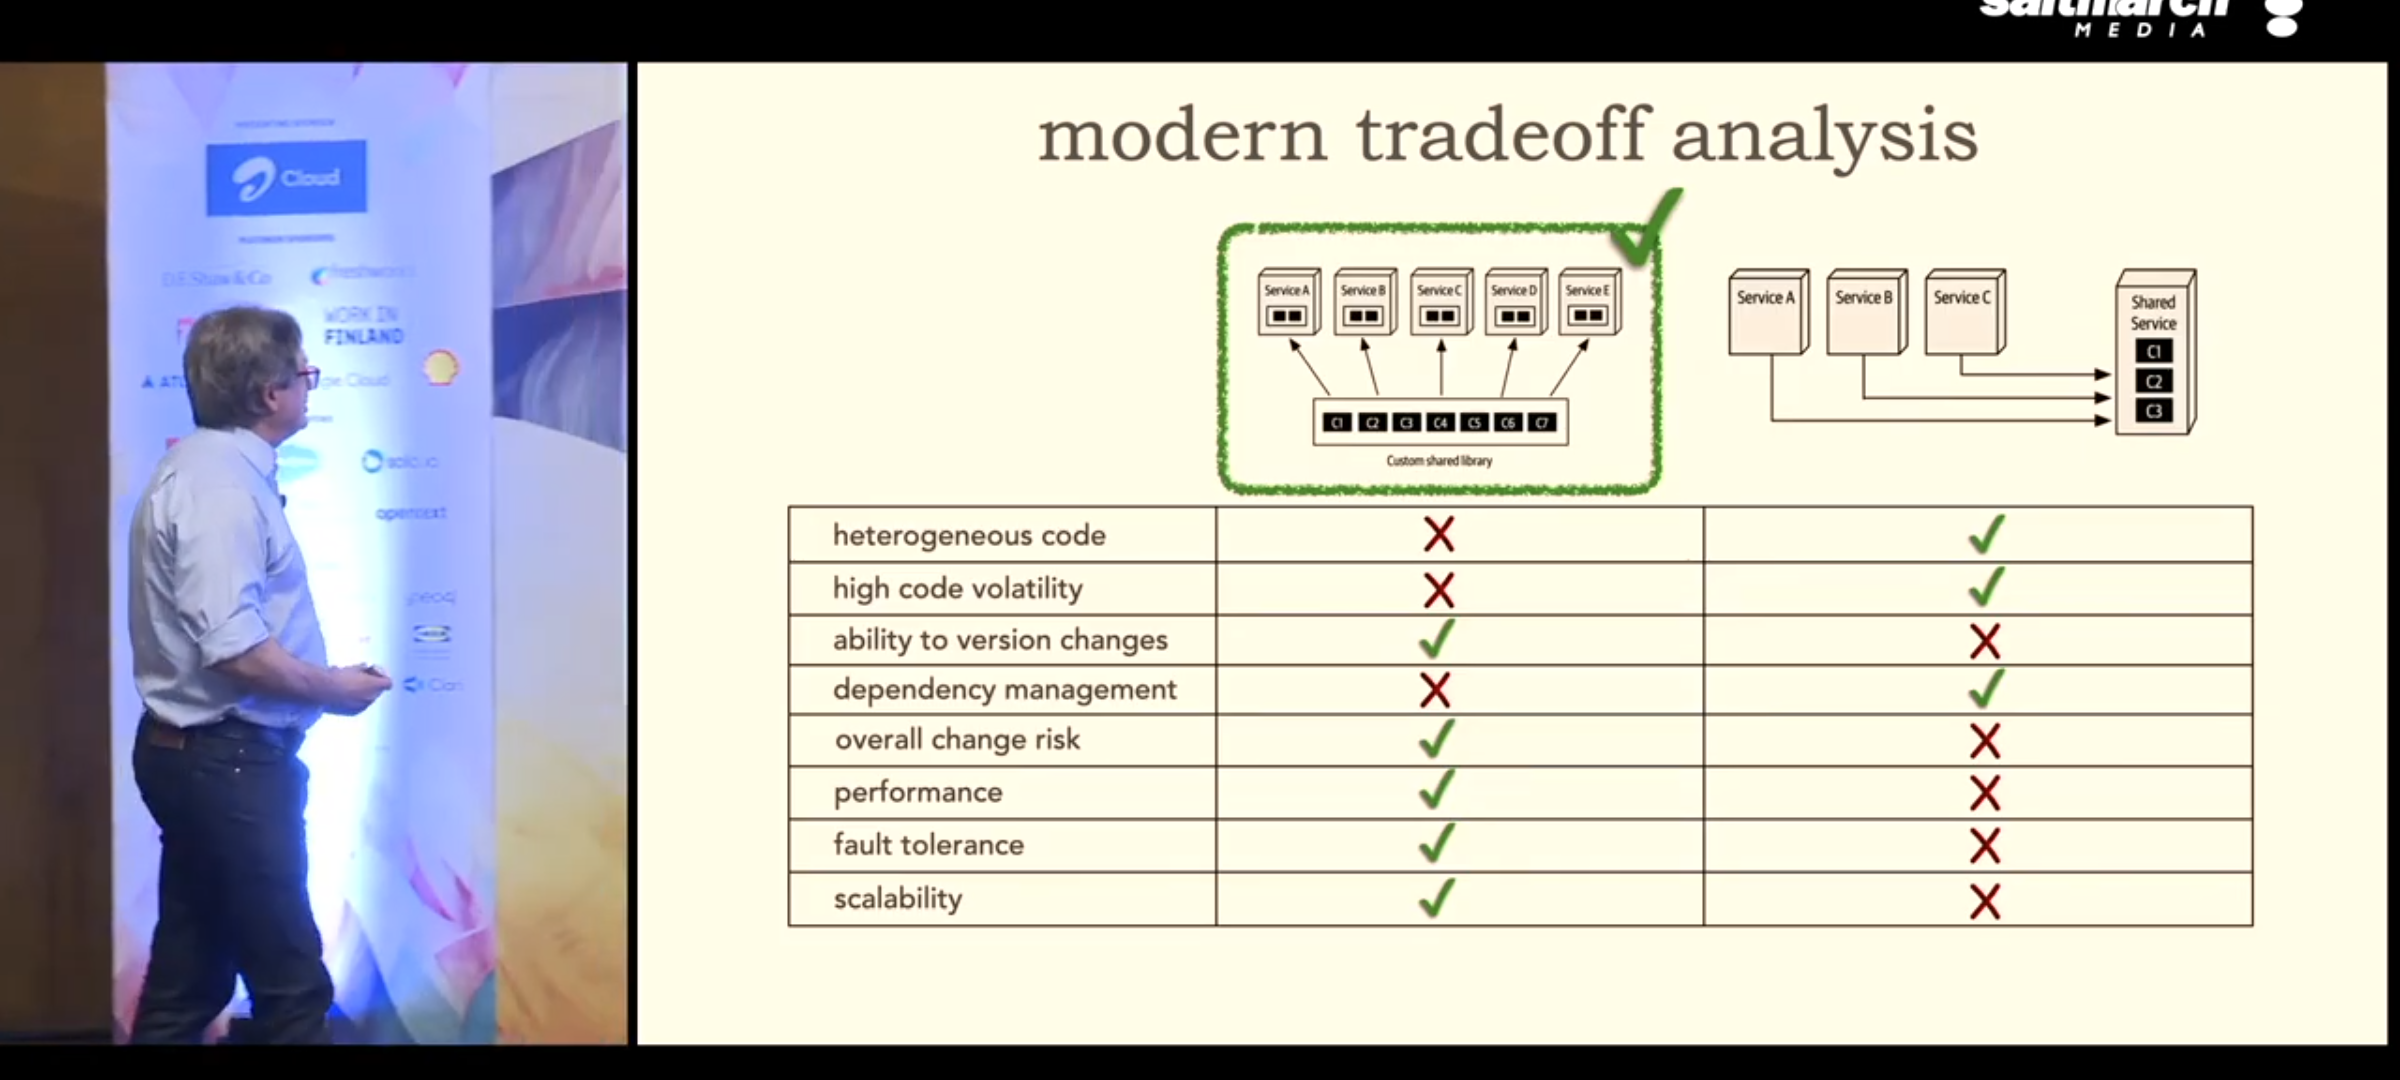 saltmarch
MEDIA
Cloud
D.E.Shaw&Co
freshworks
WORK IN
FINLAND
opentext
neo4j
modern tradeoff analysis
Service A
Service B
Service C
Service D
Service E
C1 C2 C3 C4 C5 C6 C7
Custom shared library
Service A
Service B
Service C
Shared
Service
C1
C2
C3
heterogeneous code
high code volatility
ability to version changes
dependency management
overall change risk
performance
fault tolerance
scalability